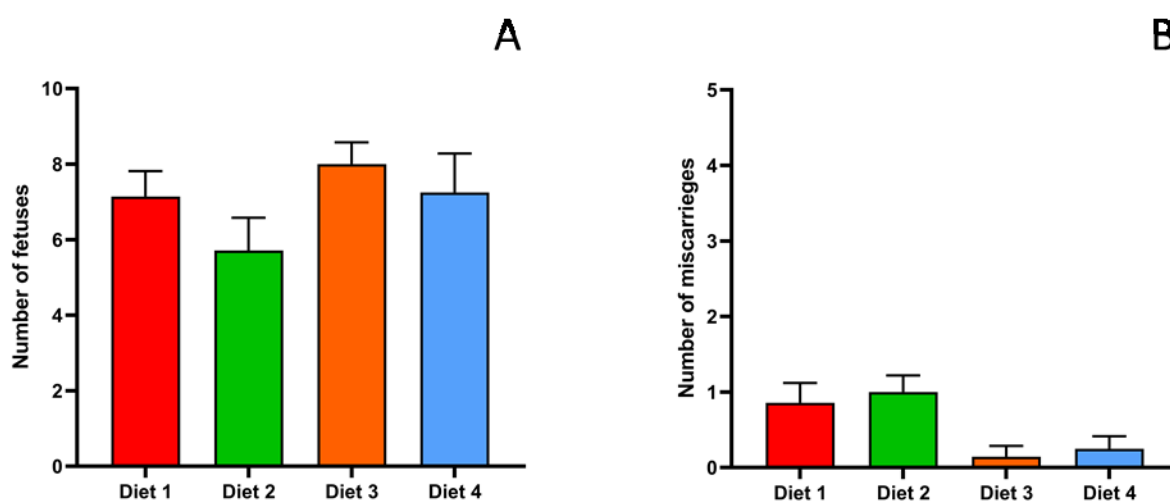 A
Number of fetuses
10
8
6
4
2
0
Diet 1 Diet 2 Diet 3 Diet 4
B
Number of miscarrieges
5
4
3
2
1
0
Diet 1 Diet 2 Diet 3 Diet 4